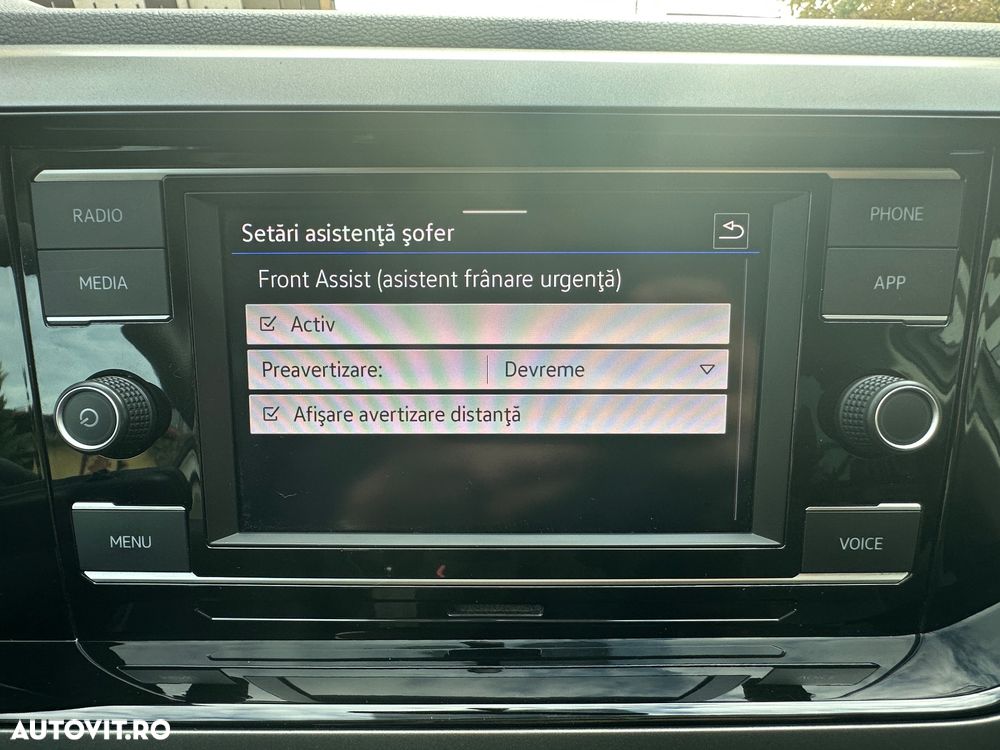 RADIO
PHONE
Setări asistenţă şofer
MEDIA
APP
Front Assist (asistent frânare urgenţă)
Activ
Preavertizare: Devreme
Afişare avertizare distanţă
MENU
VOICE
AUTOVIT.RO